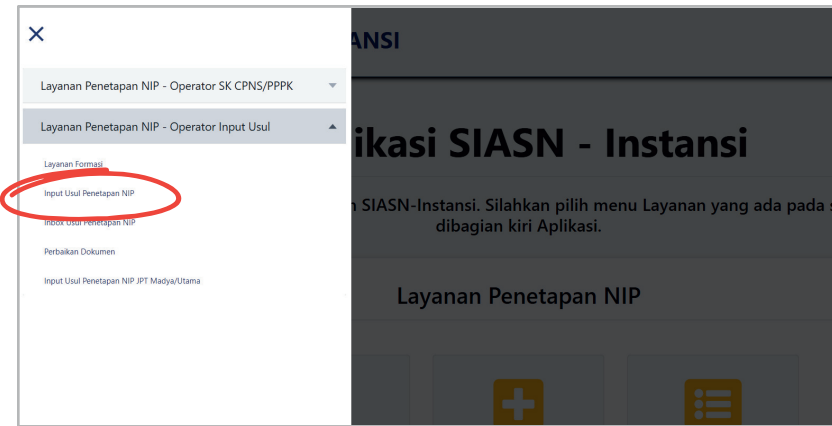 ANSI
Layanan Penetapan NIP - Operator SK CPNS/PPPK
Layanan Penetapan NIP - Operator Input Usul
Layanan Formasi
Input Usul Penetapan NIP
Inbox Usul Penetapan NIP
Perbaikan Dokumen
Input Usul Penetapan NIP JPT Madya/Utama
ikasi SIASN - Instansi
SIASN-Instansi. Silahkan pilih menu Layanan yang ada pada s
dibagian kiri Aplikasi.
Layanan Penetapan NIP